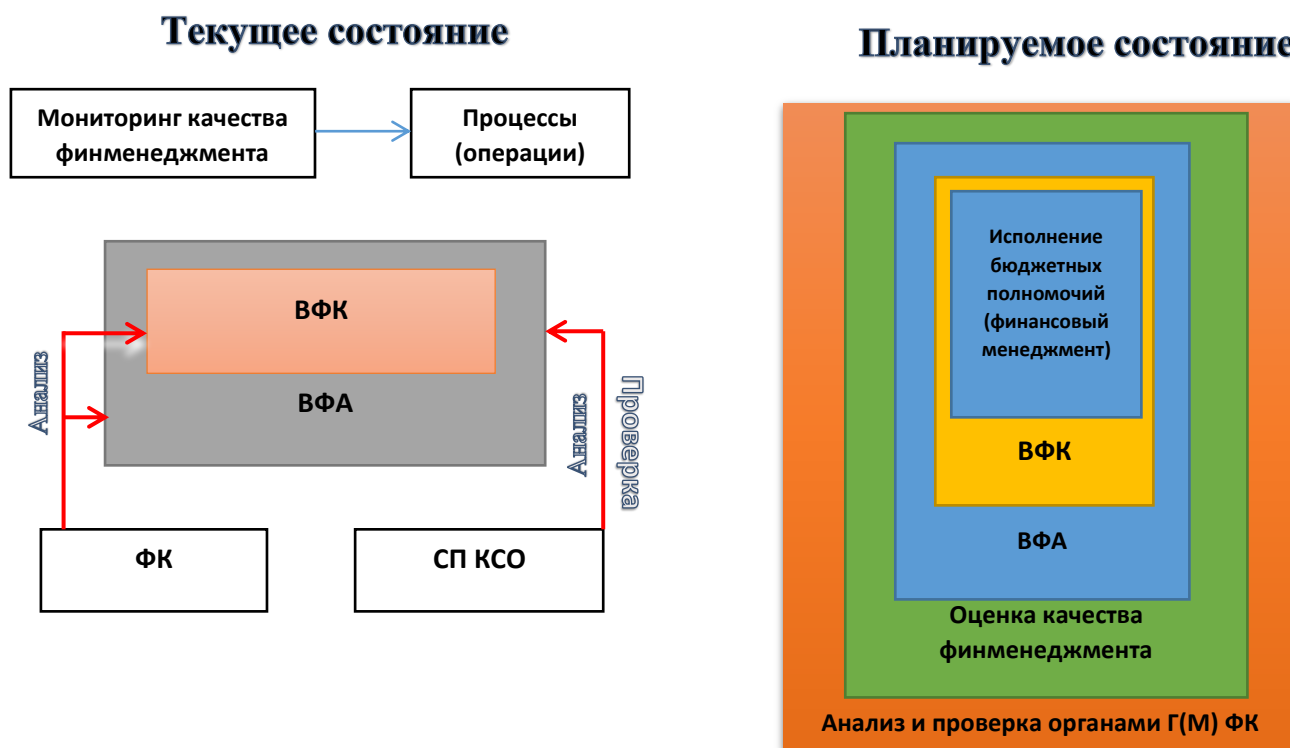 Текущее состояние
Мониторинг качества
финменеджмента
Процессы
(операции)
ВФК
ВФА
Анализ
Анализ
Проверка
ФК
СП КСО
Планируемое состояние
Исполнение
бюджетных
полномочий
(финансовый
менеджмент)
ВФК
ВФА
Оценка качества
финменеджмента
Анализ и проверка органами Г(М) ФК